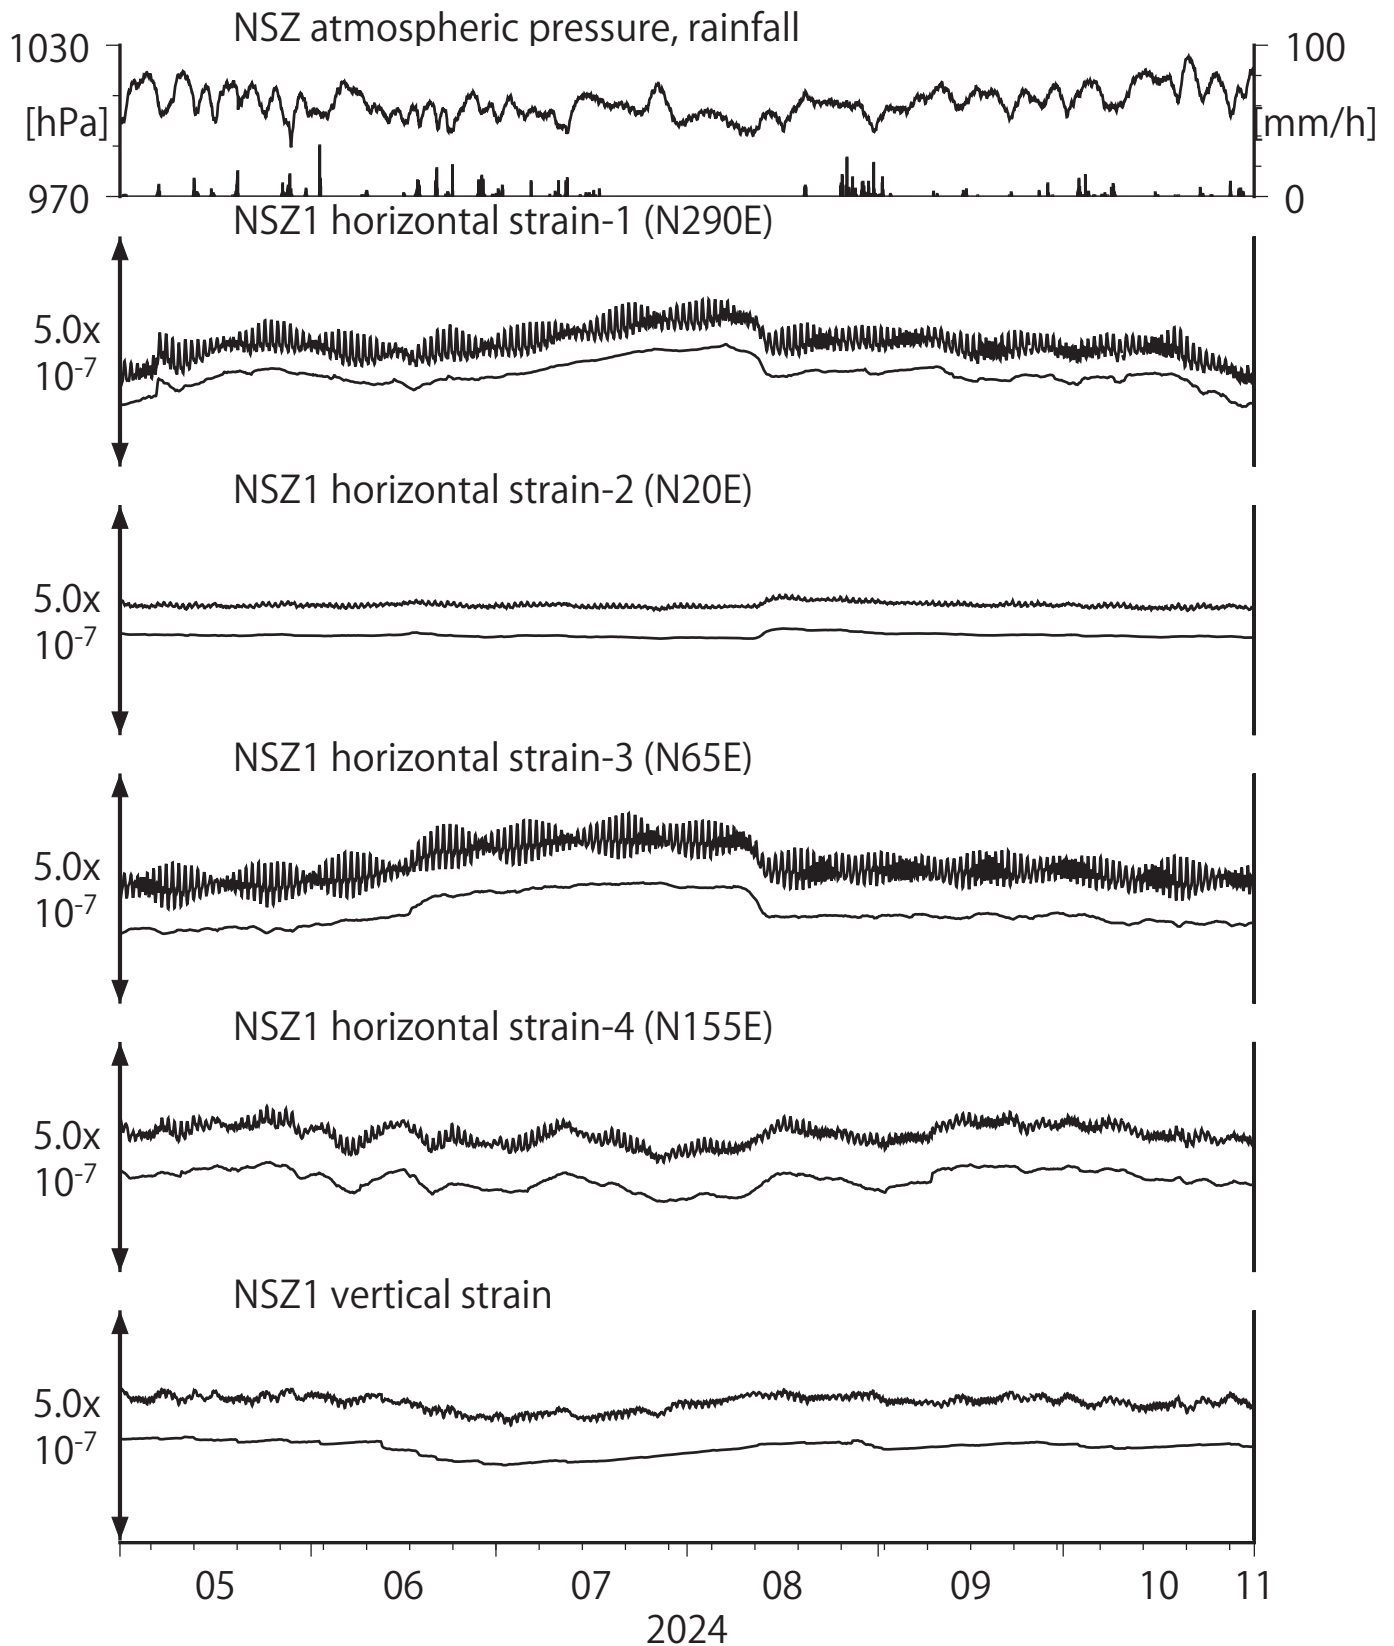 NSZ atmospheric pressure, rainfall
1030
100
[hPa]
[mm/h]
970
0
NSZ1 horizontal strain-1 (N290E)
5.0x
10-7
NSZ1 horizontal strain-2 (N20E)
5.0x
10-7
NSZ1 horizontal strain-3 (N65E)
5.0x
10-7
NSZ1 horizontal strain-4 (N155E)
5.0x
10-7
NSZ1 vertical strain
5.0x
10-7
05 06 07 08 09 10 11
2024